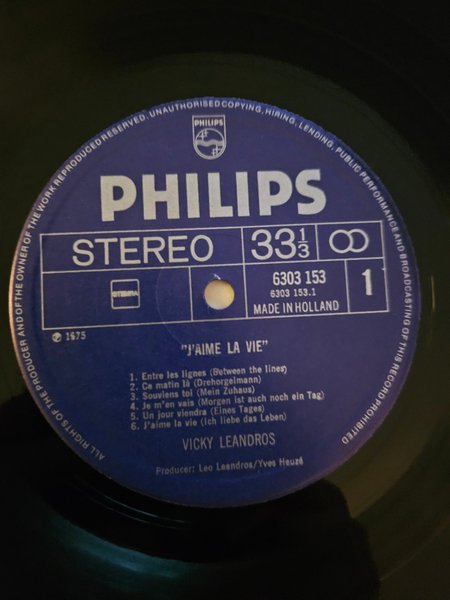 ALL RIGHTS OF THE PRODUCER AND OF THE OWNER OF THE WORK REPRODUCED RESERVED. UNAUTHORISED COPYING, HIRING, LENDING, PUBLIC PERFORMANCE AND BROADCASTING OF THIS RECORD PROHIBITED
PHILIPS
PHILIPS
STEREO 33 1/3
STEMRA 6303 153 1
6303 153.1
MADE IN HOLLAND
℗ 1975
"J'AIME LA VIE"
1. Entre les lignes (Between the lines)
2. Ce matin là (Drehorgelmann)
3. Souviens toi (Mein Zuhaus)
4. Je m'en vais (Morgen ist auch noch ein Tag)
5. Un jour viendra (Eines Tages)
6. J'aime la vie (Ich liebe das Leben)
VICKY LEANDROS
Producer: Leo Leandros/Yves Heuzé